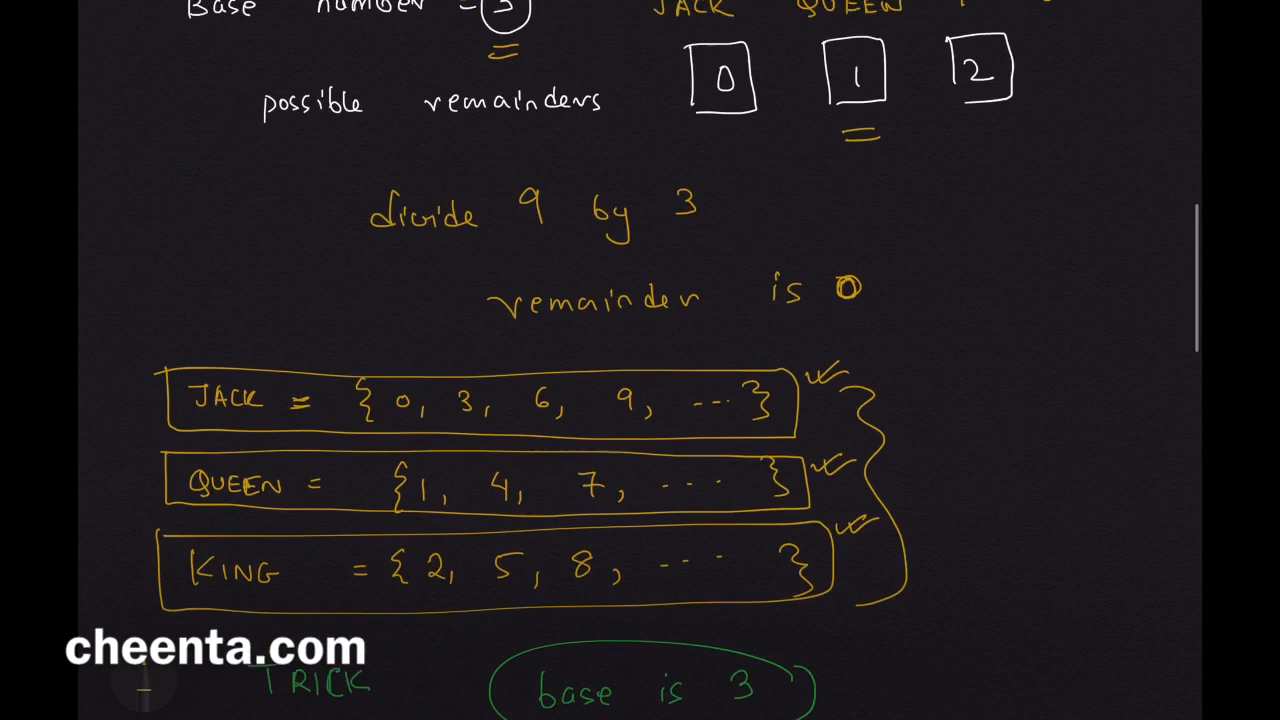 Base number = 3 JACK QUEEN
possible remainders 0 1 2
=
=
divide 9 by 3
remainder is 0
JACK = { 0, 3, 6, 9, --- }
QUEEN = { 1, 4, 7, --- }
KING = { 2, 5, 8, --- }
cheenta.com
TRICK base is 3